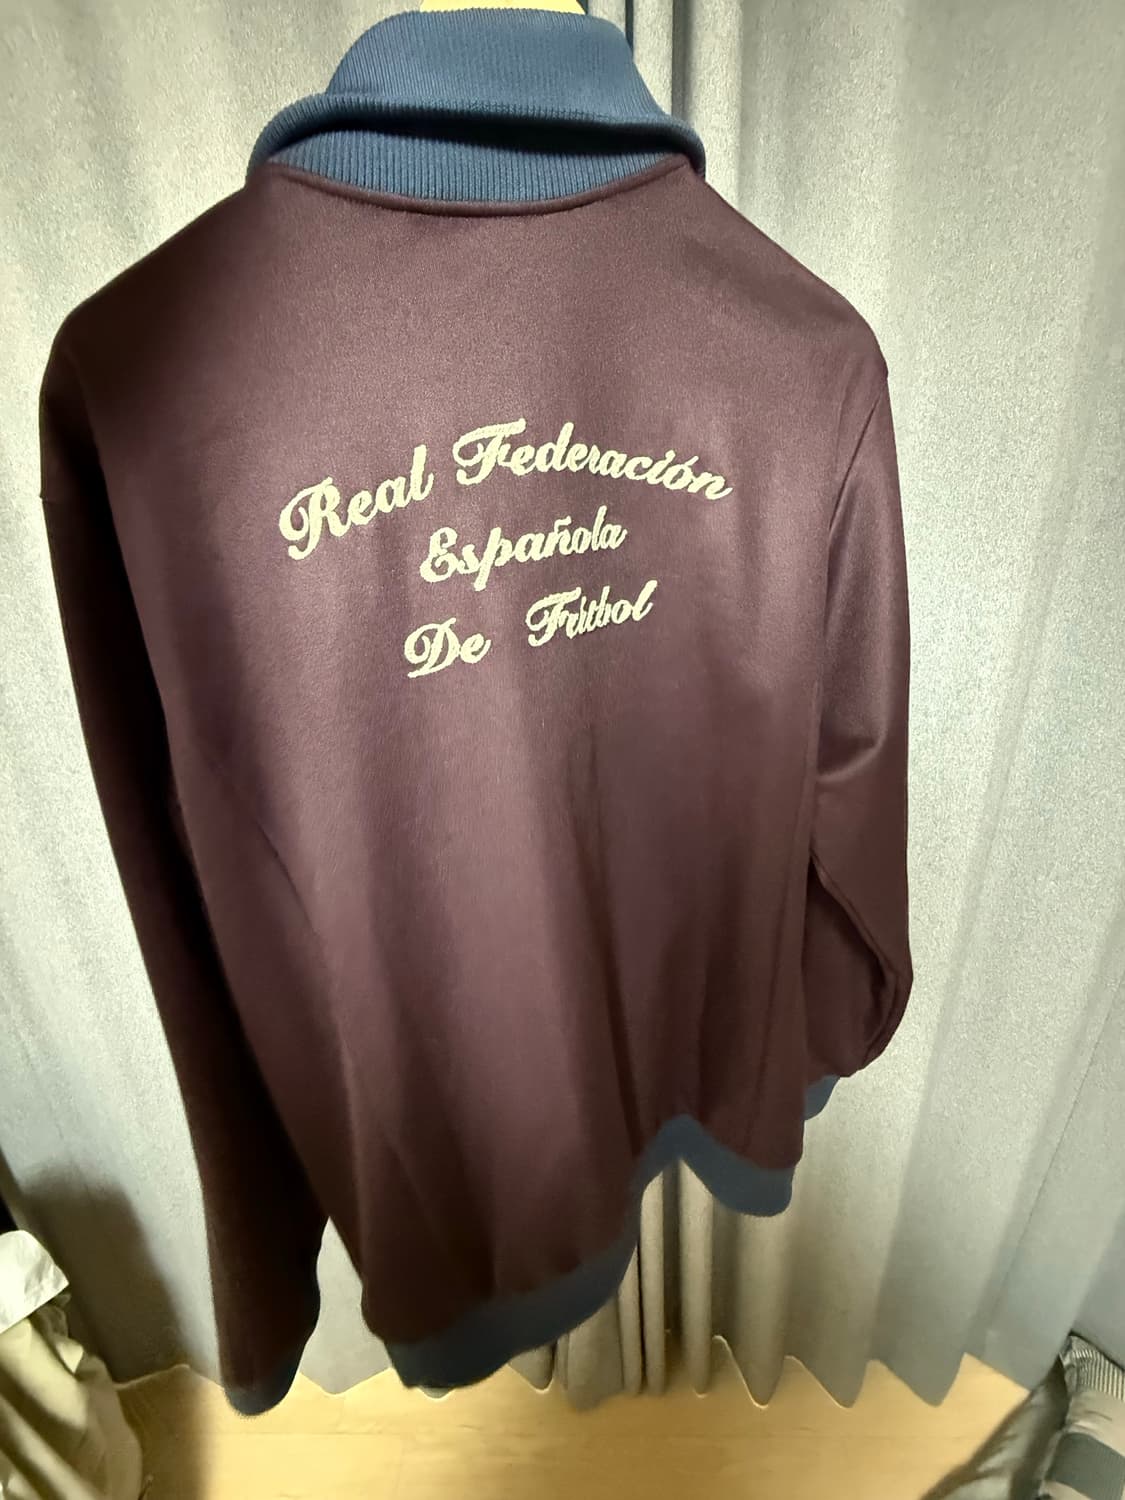 Real Federación
Española
De Fútbol